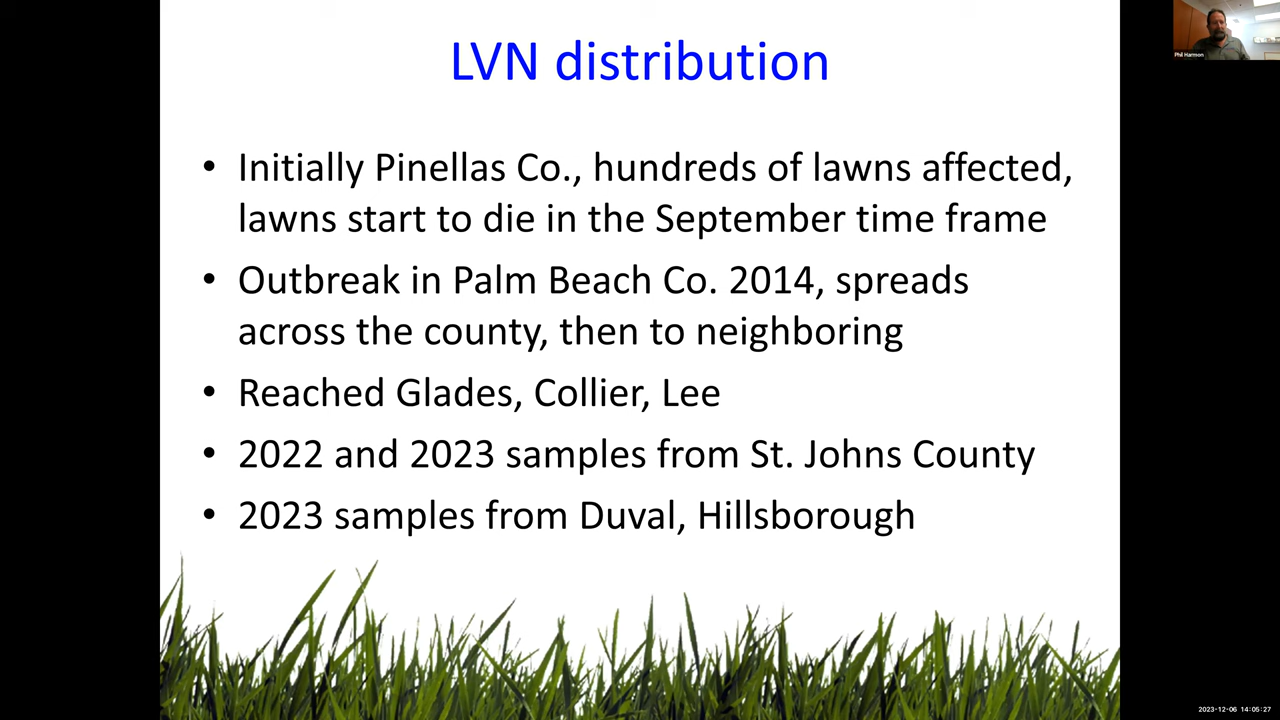 LVN distribution
• Initially Pinellas Co., hundreds of lawns affected,
lawns start to die in the September time frame
• Outbreak in Palm Beach Co. 2014, spreads
across the county, then to neighboring
• Reached Glades, Collier, Lee
• 2022 and 2023 samples from St. Johns County
• 2023 samples from Duval, Hillsborough
Phil Harmon
2023-12-06 14:05:27